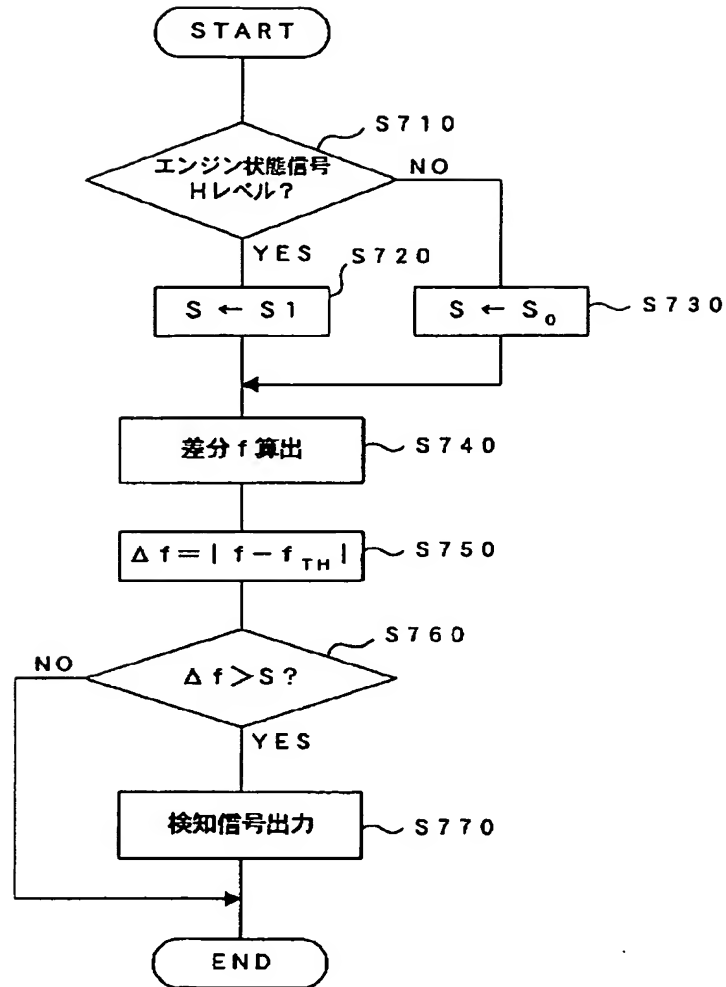 START
S710
エンジン状態信号
Hレベル?
NO
YES
S720
S ← S1
S ← S₀
S730
差分f算出
S740
Δf=|f−f_TH|
S750
S760
NO
Δf>S?
YES
検知信号出力
S770
END